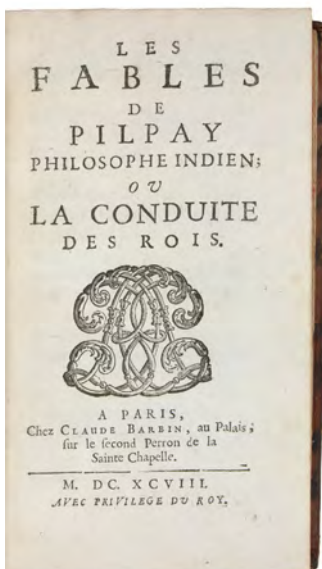 LES
FABLES
DE
PILPAY
PHILOSOPHE INDIEN;
OU
LA CONDUITE
DES ROIS.
A PARIS,
Chez CLAUDE BARBIN, au Palais,
sur le second Perron de la
Sainte Chapelle.
M. DC. XCVIII.
AVEC PRIVILEGE DU ROY.